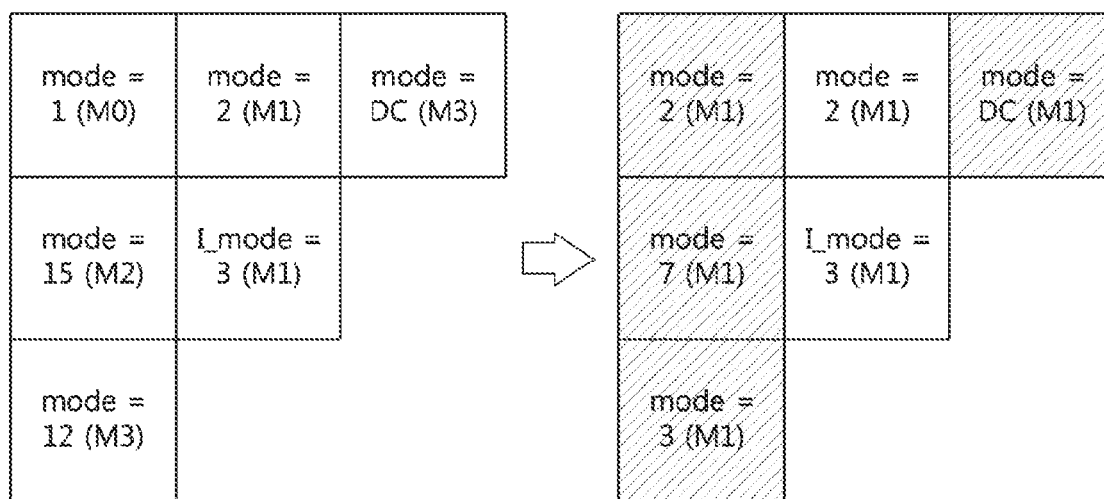 mode =
1 (M0)
mode =
2 (M1)
mode =
DC (M3)
mode =
15 (M2)
I_mode =
3 (M1)
mode =
12 (M3)
mode =
2 (M1)
mode =
2 (M1)
mode =
DC (M1)
mode =
7 (M1)
I_mode =
3 (M1)
mode =
3 (M1)